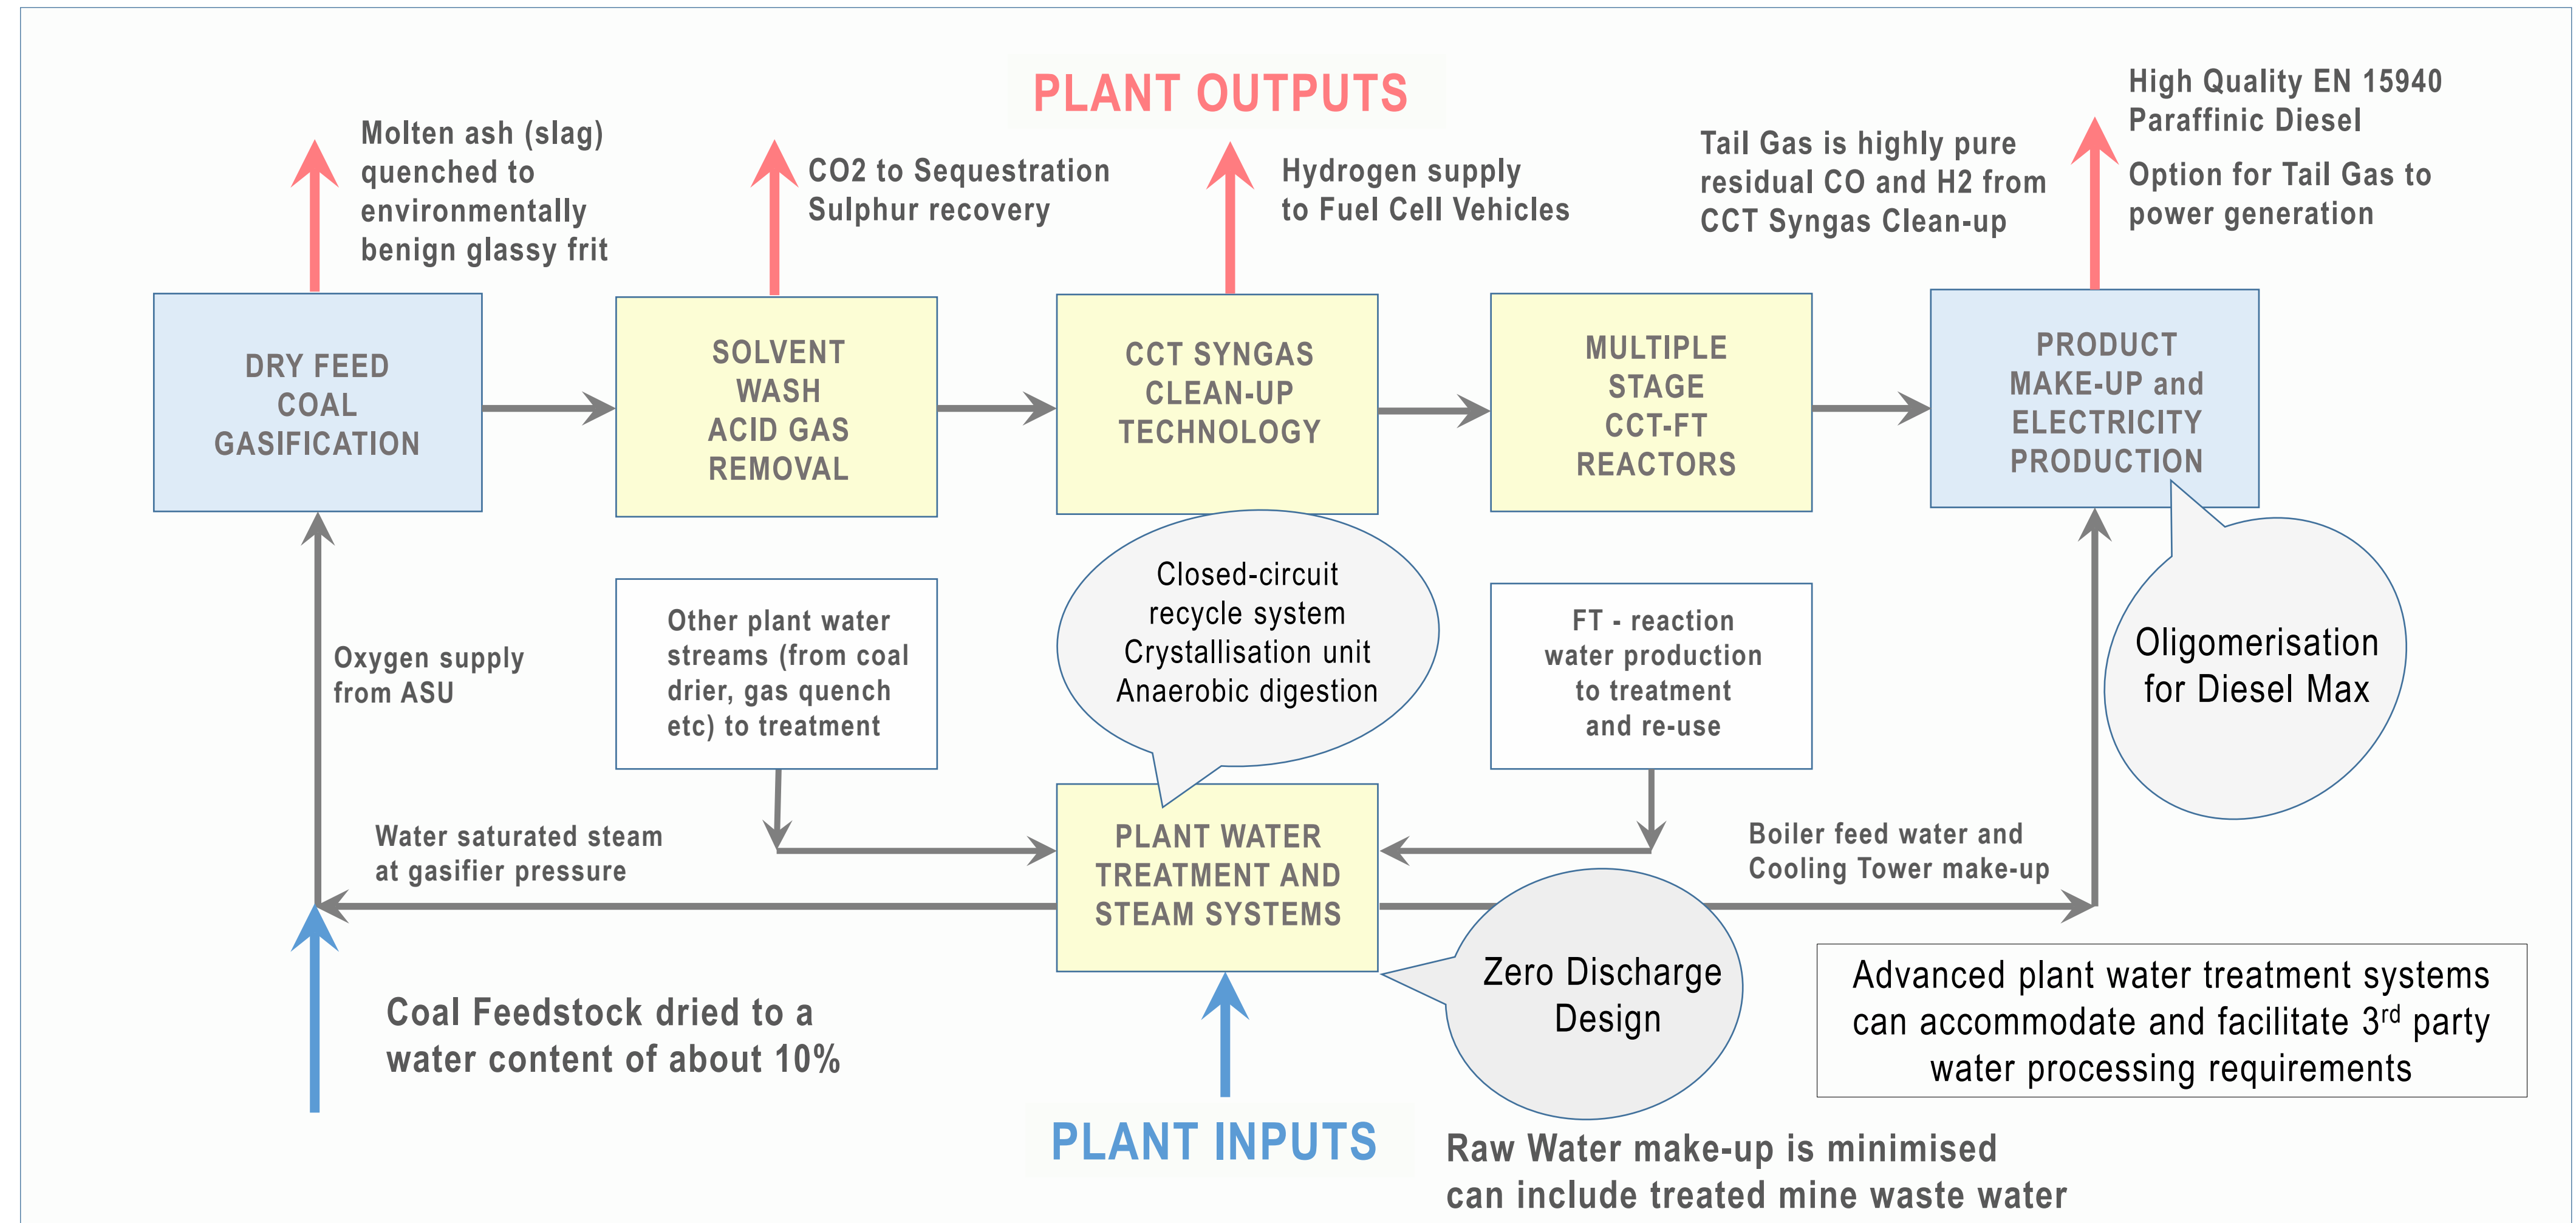 PLANT OUTPUTS
Molten ash (slag)
quenched to
environmentally
benign glassy frit
CO2 to Sequestration
Sulphur recovery
Hydrogen supply
to Fuel Cell Vehicles
Tail Gas is highly pure
residual CO and H2 from
CCT Syngas Clean-up
High Quality EN 15940
Paraffinic Diesel
Option for Tail Gas to
power generation
DRY FEED
COAL
GASIFICATION
SOLVENT
WASH
ACID GAS
REMOVAL
CCT SYNGAS
CLEAN-UP
TECHNOLOGY
MULTIPLE
STAGE
CCT-FT
REACTORS
PRODUCT
MAKE-UP and
ELECTRICITY
PRODUCTION
Oxygen supply
from ASU
Other plant water
streams (from coal
drier, gas quench
etc) to treatment
Closed-circuit
recycle system
Crystallisation unit
Anaerobic digestion
FT - reaction
water production
to treatment
and re-use
Oligomerisation
for Diesel Max
Water saturated steam
at gasifier pressure
PLANT WATER
TREATMENT AND
STEAM SYSTEMS
Boiler feed water and
Cooling Tower make-up
Coal Feedstock dried to a
water content of about 10%
Zero Discharge
Design
Advanced plant water treatment systems
can accommodate and facilitate 3rd party
water processing requirements
PLANT INPUTS
Raw Water make-up is minimised
can include treated mine waste water